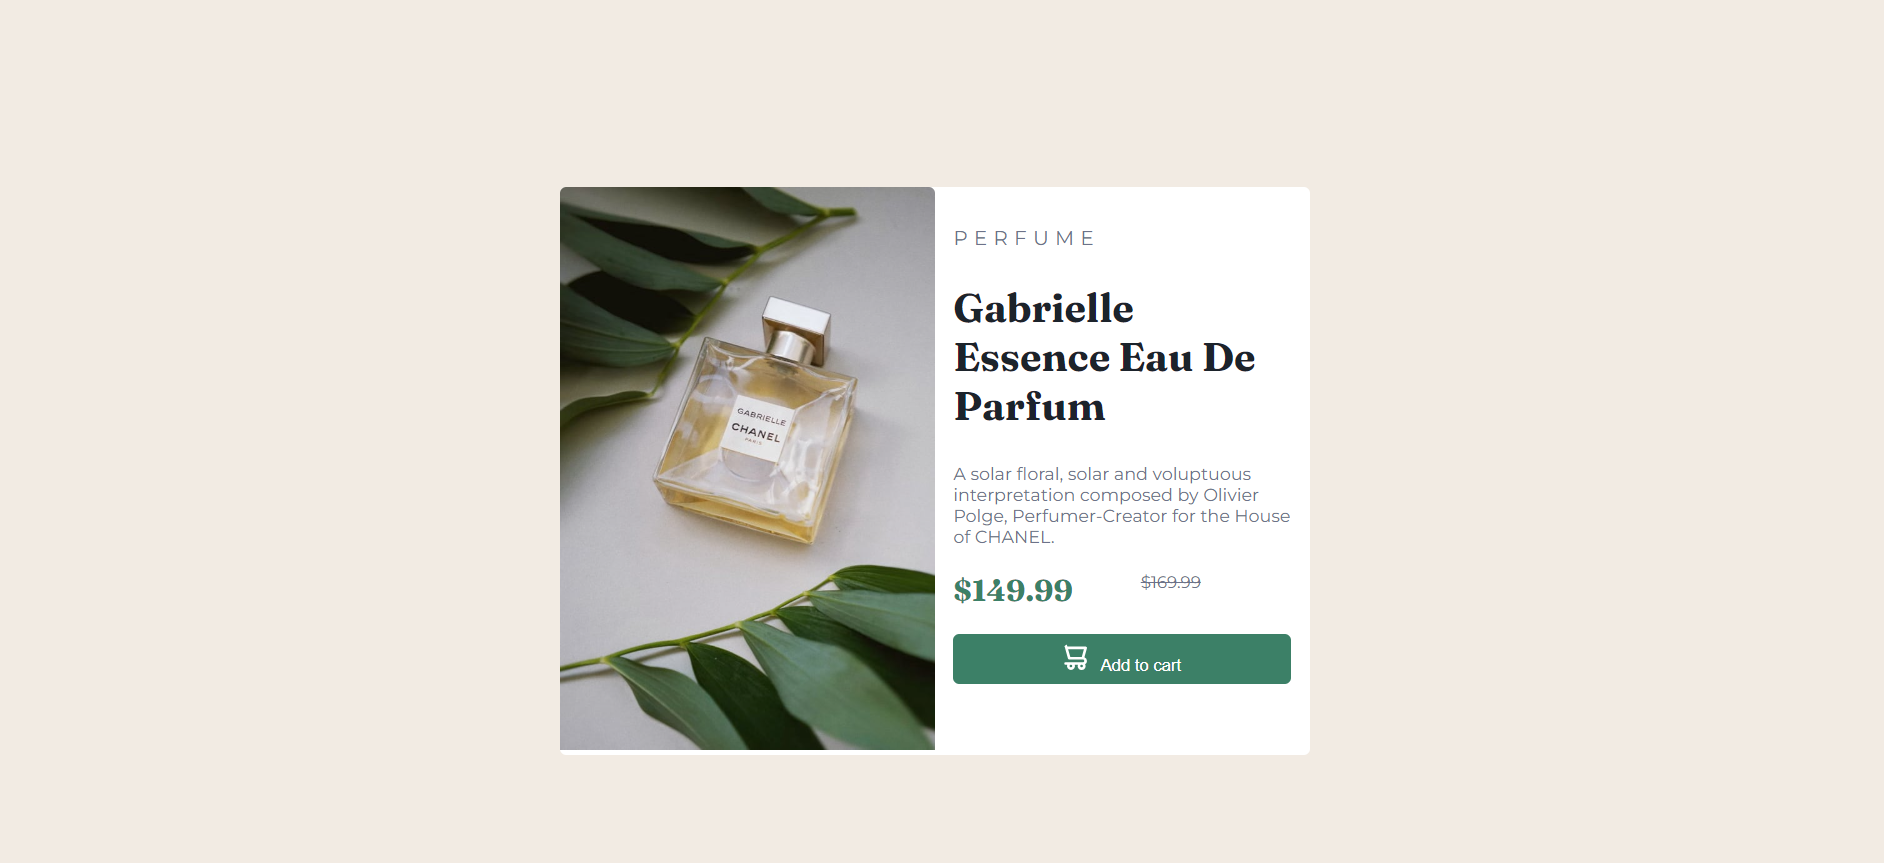 GABRIELLE
CHANEL
PARIS
PERFUME
Gabrielle
Essence Eau De
Parfum
A solar floral, solar and voluptuous
interpretation composed by Olivier
Polge, Perfumer-Creator for the House
of CHANEL.
$149.99 $169.99
Add to cart